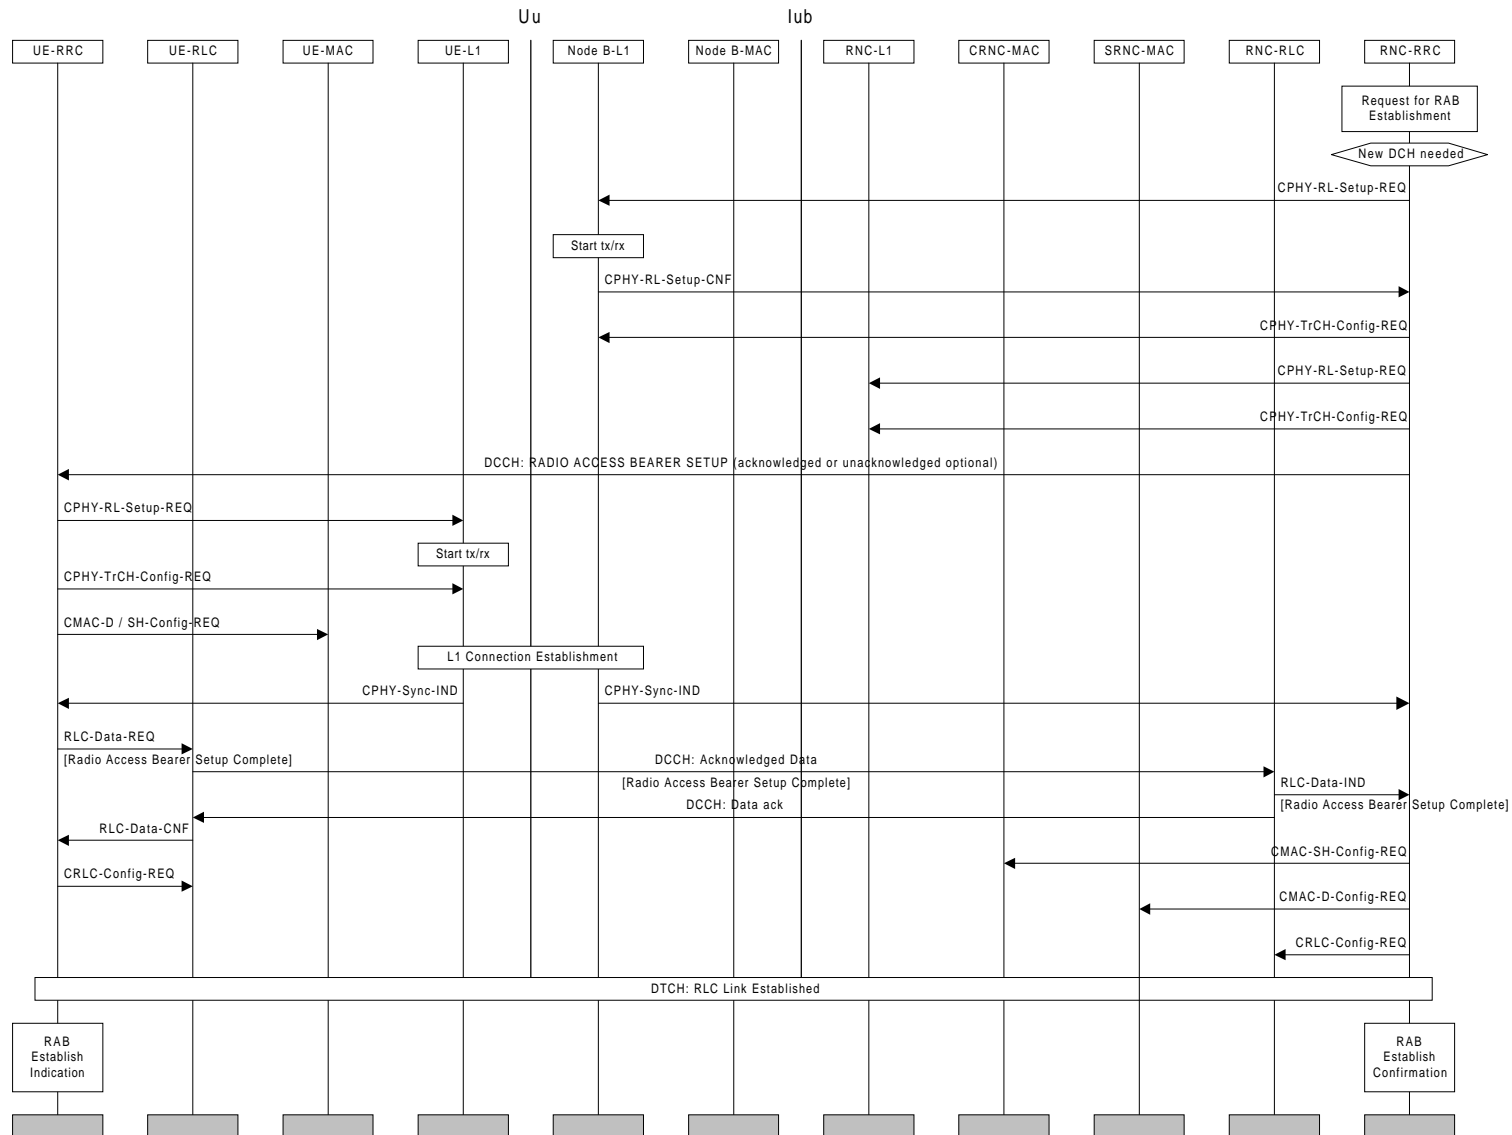 Uu
Iub
UE-RRC
UE-RLC
UE-MAC
UE-L1
Node B-L1
Node B-MAC
RNC-L1
CRNC-MAC
SRNC-MAC
RNC-RLC
RNC-RRC
Request for RAB
Establishment
New DCH needed
CPHY-RL-Setup-REQ
Start tx/rx
CPHY-RL-Setup-CNF
CPHY-TrCH-Config-REQ
CPHY-RL-Setup-REQ
CPHY-TrCH-Config-REQ
DCCH: RADIO ACCESS BEARER SETUP (acknowledged or unacknowledged optional)
CPHY-RL-Setup-REQ
Start tx/rx
CPHY-TrCH-Config-REQ
CMAC-D / SH-Config-REQ
L1 Connection Establishment
CPHY-Sync-IND
CPHY-Sync-IND
RLC-Data-REQ
[Radio Access Bearer Setup Complete]
DCCH: Acknowledged Data
[Radio Access Bearer Setup Complete]
RLC-Data-IND
[Radio Access Bearer Setup Complete]
DCCH: Data ack
RLC-Data-CNF
CMAC-SH-Config-REQ
CRLC-Config-REQ
CMAC-D-Config-REQ
CRLC-Config-REQ
DTCH: RLC Link Established
RAB
Establish
Indication
RAB
Establish
Confirmation